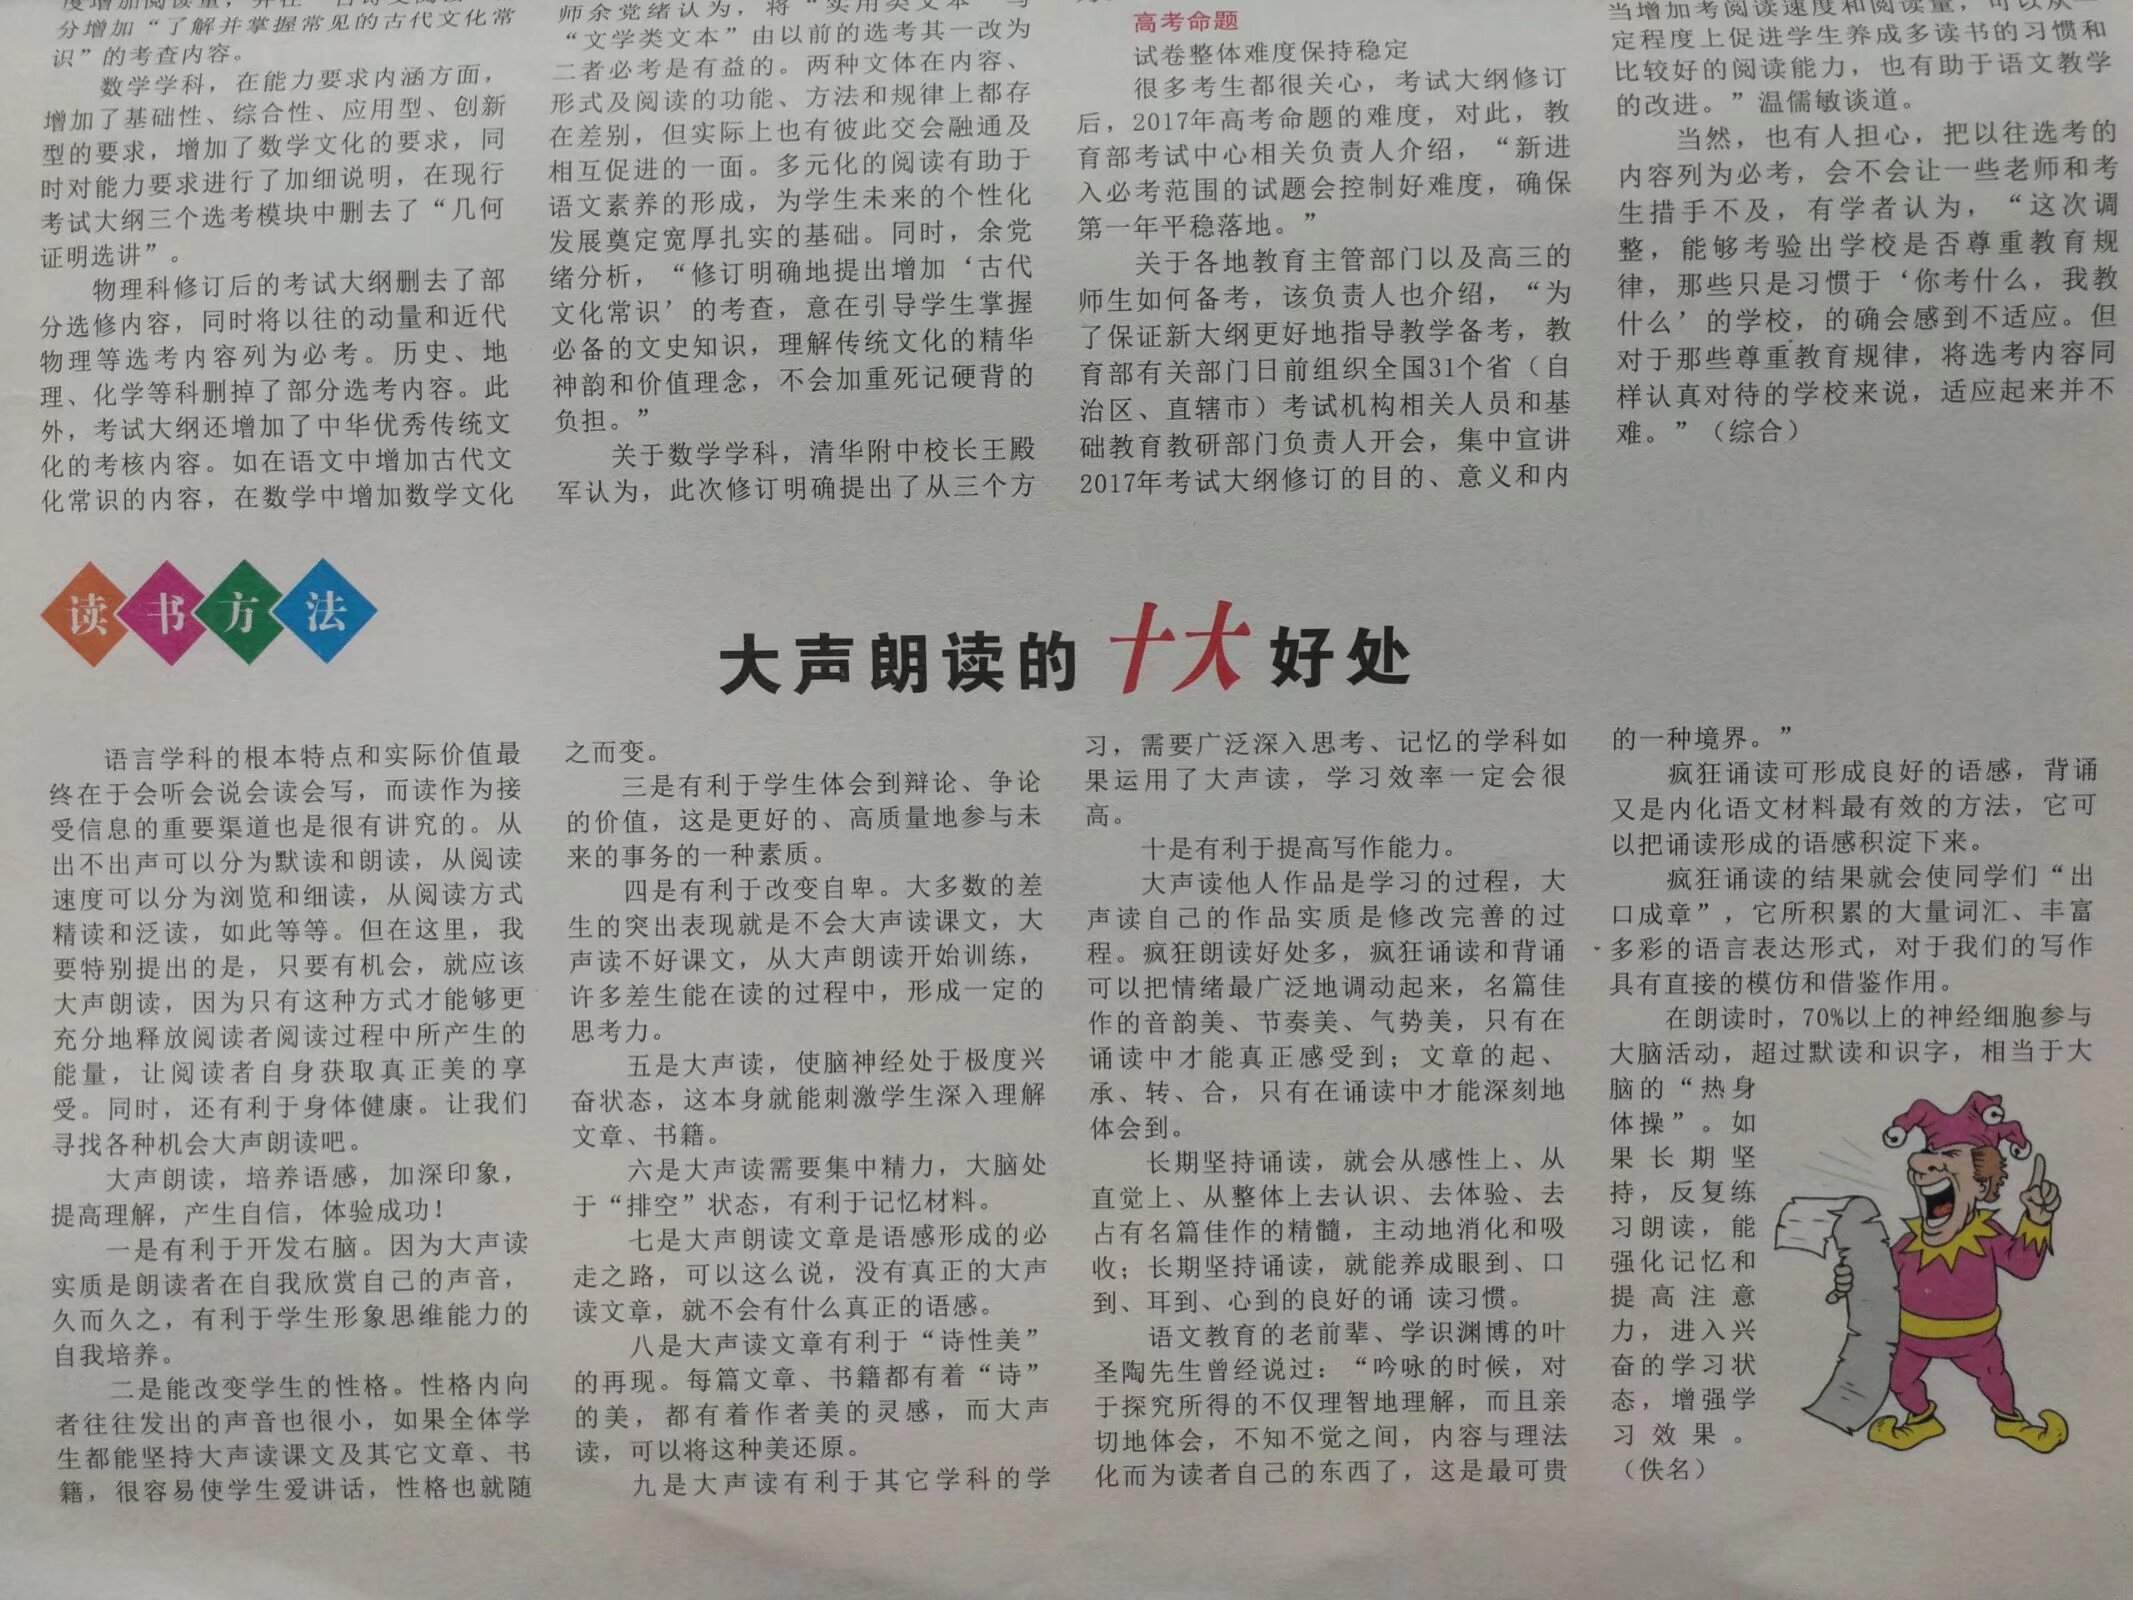 分增加“了解并掌握常见的古代文化常
识”的考查内容。
数学学科，在能力要求内涵方面，
增加了基础性、综合性、应用型、创新
型的要求，增加了数学文化的要求，同
时对能力要求进行了加细说明，在现行
考试大纲三个选考模块中删去了“几何
证明选讲”。
物理科修订后的考试大纲删去了部
分选修内容，同时将以往的动量和近代
物理等选考内容列为必考。历史、地
理、化学等科删掉了部分选考内容。此
外，考试大纲还增加了中华优秀传统文
化的考核内容。如在语文中增加古代文
化常识的内容，在数学中增加数学文化
师余党绪认为，将“实用类文本”与
“文学类文本”由以前的选考其一改为
二者必考是有益的。两种文体在内容、
形式及阅读的功能、方法和规律上都存
在差别，但实际上也有彼此交会融通及
相互促进的一面。多元化的阅读有助于
语文素养的形成，为学生未来的个性化
发展奠定宽厚扎实的基础。同时，余党
绪分析，“修订明确地提出增加‘古代
文化常识’的考查，意在引导学生掌握
必备的文史知识，理解传统文化的精华
神韵和价值理念，不会加重死记硬背的
负担。”
关于数学学科，清华附中校长王殿
军认为，此次修订明确提出了从三个方
高考命题
试卷整体难度保持稳定
很多考生都很关心，考试大纲修订
后，2017年高考命题的难度，对此，教
育部考试中心相关负责人介绍，“新进
入必考范围的试题会控制好难度，确保
第一年平稳落地。”
关于各地教育主管部门以及高三的
师生如何备考，该负责人也介绍，“为
了保证新大纲更好地指导教学备考，教
育部有关部门日前组织全国31个省（自
治区、直辖市）考试机构相关人员和基
础教育教研部门负责人开会，集中宣讲
2017年考试大纲修订的目的、意义和内
当增加考阅读速度和阅读量，可以从一
定程度上促进学生养成多读书的习惯和
比较好的阅读能力，也有助于语文教学
的改进。”温儒敏谈道。
当然，也有人担心，把以往选考的
内容列为必考，会不会让一些老师和考
生措手不及，有学者认为，“这次调
整，能够考验出学校是否尊重教育规
律，那些只是习惯于‘你考什么，我教
什么’的学校，的确会感到不适应。但
对于那些尊重教育规律，将选考内容同
样认真对待的学校来说，适应起来并不
难。”（综合）
读书方法
大声朗读的十大好处
语言学科的根本特点和实际价值最
终在于会听会说会读会写，而读作为接
受信息的重要渠道也是很有讲究的。从
出不出声可以分为默读和朗读，从阅读
速度可以分为浏览和细读，从阅读方式
精读和泛读，如此等等。但在这里，我
要特别提出的是，只要有机会，就应该
大声朗读，因为只有这种方式才能够更
充分地释放阅读者阅读过程中所产生的
能量，让阅读者自身获取真正美的享
受。同时，还有利于身体健康。让我们
寻找各种机会大声朗读吧。
大声朗读，培养语感，加深印象，
提高理解，产生自信，体验成功！
一是有利于开发右脑。因为大声读
实质是朗读者在自我欣赏自己的声音，
久而久之，有利于学生形象思维能力的
自我培养。
二是能改变学生的性格。性格内向
者往往发出的声音也很小，如果全体学
生都能坚持大声读课文及其它文章、书
籍，很容易使学生爱讲话，性格也就随
之而变。
三是有利于学生体会到辩论、争论
的价值，这是更好的、高质量地参与未
来的事务的一种素质。
四是有利于改变自卑。大多数的差
生的突出表现就是不会大声读课文，大
声读不好课文，从大声朗读开始训练，
许多差生能在读的过程中，形成一定的
思考力。
五是大声读，使脑神经处于极度兴
奋状态，这本身就能刺激学生深入理解
文章、书籍。
六是大声读需要集中精力，大脑处
于“排空”状态，有利于记忆材料。
七是大声朗读文章是语感形成的必
走之路，可以这么说，没有真正的大声
读文章，就不会有什么真正的语感。
八是大声读文章有利于“诗性美”
的再现。每篇文章、书籍都有着“诗”
的美，都有着作者美的灵感，而大声
读，可以将这种美还原。
九是大声读有利于其它学科的学
习，需要广泛深入思考、记忆的学科如
果运用了大声读，学习效率一定会很
高。
十是有利于提高写作能力。
大声读他人作品是学习的过程，大
声读自己的作品实质是修改完善的过
程。疯狂朗读好处多，疯狂诵读和背诵
可以把情绪最广泛地调动起来，名篇佳
作的音韵美、节奏美、气势美，只有在
诵读中才能真正感受到；文章的起、
承、转、合，只有在诵读中才能深刻地
体会到。
长期坚持诵读，就会从感性上、从
直觉上、从整体上去认识、去体验、去
占有名篇佳作的精髓，主动地消化和吸
收；长期坚持诵读，就能养成眼到、口
到、耳到、心到的良好的诵 读习惯。
语文教育的老前辈、学识渊博的叶
圣陶先生曾经说过：“吟咏的时候，对
于探究所得的不仅理智地理解，而且亲
切地体会，不知不觉之间，内容与理法
化而为读者自己的东西了，这是最可贵
的一种境界。”
疯狂诵读可形成良好的语感，背诵
又是内化语文材料最有效的方法，它可
以把诵读形成的语感积淀下来。
疯狂诵读的结果就会使同学们“出
口成章”，它所积累的大量词汇、丰富
多彩的语言表达形式，对于我们的写作
具有直接的模仿和借鉴作用。
在朗读时，70%以上的神经细胞参与
大脑活动，超过默读和识字，相当于大
脑的“热身
体操”。如
果长期坚
持，反复练
习朗读，能
强化记忆和
提高注意
力，进入兴
奋的学习状
态，增强学
习效果。
（佚名）